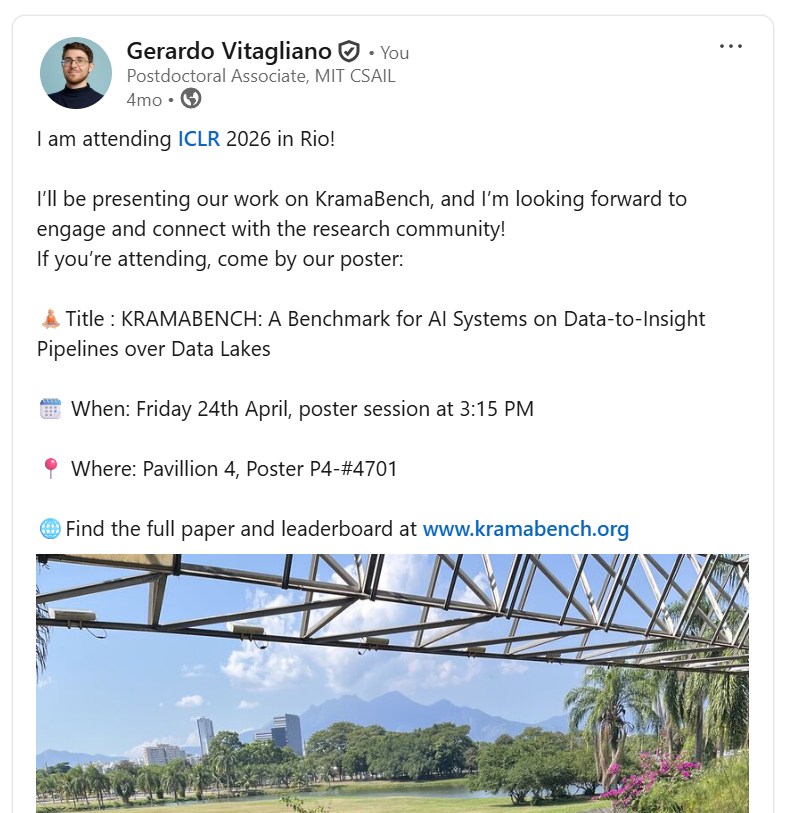 Gerardo Vitagliano • You
Postdoctoral Associate, MIT CSAIL
4mo •
I am attending ICLR 2026 in Rio!
I’ll be presenting our work on KramaBench, and I’m looking forward to
engage and connect with the research community!
If you’re attending, come by our poster:
🧘Title : KRAMABENCH: A Benchmark for AI Systems on Data-to-Insight
Pipelines over Data Lakes
🗓️ When: Friday 24th April, poster session at 3:15 PM
📍 Where: Pavillion 4, Poster P4-#4701
🌐Find the full paper and leaderboard at www.kramabench.org